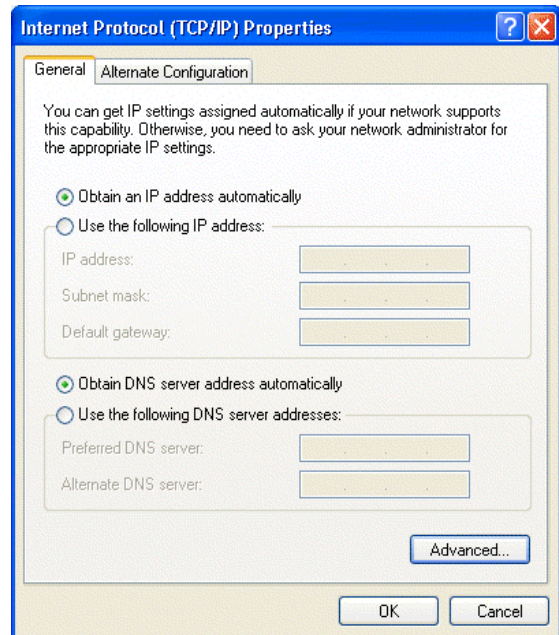 Internet Protocol (TCP/IP) Properties
General
Alternate Configuration
You can get IP settings assigned automatically if your network supports
this capability. Otherwise, you need to ask your network administrator for
the appropriate IP settings.
Obtain an IP address automatically
Use the following IP address:
IP address:
Subnet mask:
Default gateway:
Obtain DNS server address automatically
Use the following DNS server addresses:
Preferred DNS server:
Alternate DNS server:
Advanced...
OK
Cancel